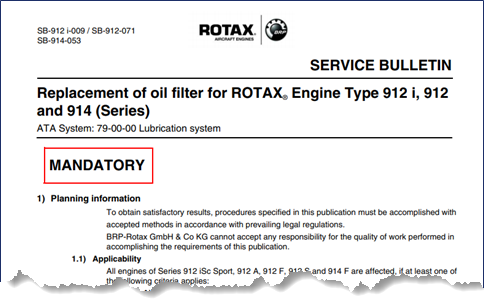 SB-912 i-009 / SB-912-071
SB-914-053
ROTAX®
AIRCRAFT ENGINES
BRP
SERVICE BULLETIN
Replacement of oil filter for ROTAX® Engine Type 912 i, 912
and 914 (Series)
ATA System: 79-00-00 Lubrication system
MANDATORY
1) Planning information
To obtain satisfactory results, procedures specified in this publication must be accomplished with
accepted methods in accordance with prevailing legal regulations.
BRP-Rotax GmbH & Co KG cannot accept any responsibility for the quality of work performed in
accomplishing the requirements of this publication.
1.1) Applicability
All engines of Series 912 iSc Sport, 912 A, 912 F, 912 S and 914 F are affected, if at least one of
the following criteria applies: